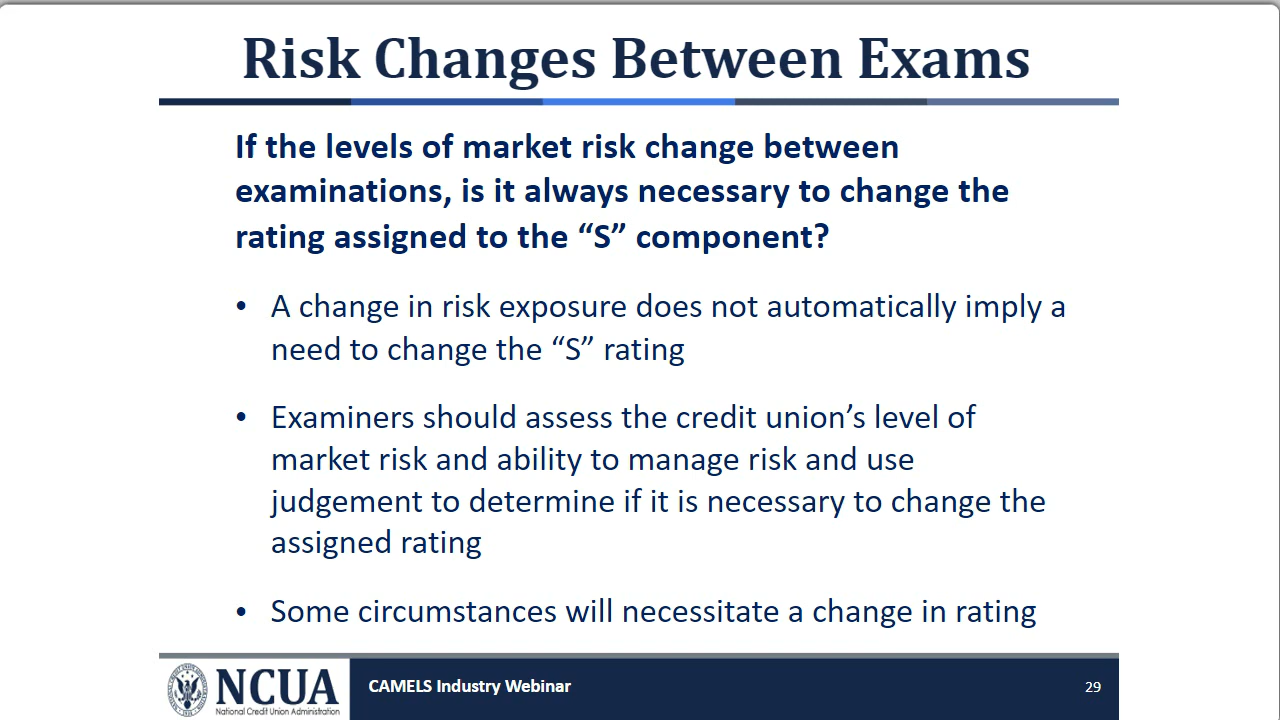 Risk Changes Between Exams
If the levels of market risk change between
examinations, is it always necessary to change the
rating assigned to the “S” component?
• A change in risk exposure does not automatically imply a
need to change the “S” rating
• Examiners should assess the credit union’s level of
market risk and ability to manage risk and use
judgement to determine if it is necessary to change the
assigned rating
• Some circumstances will necessitate a change in rating
NCUA
National Credit Union Administration
CAMELS Industry Webinar
29